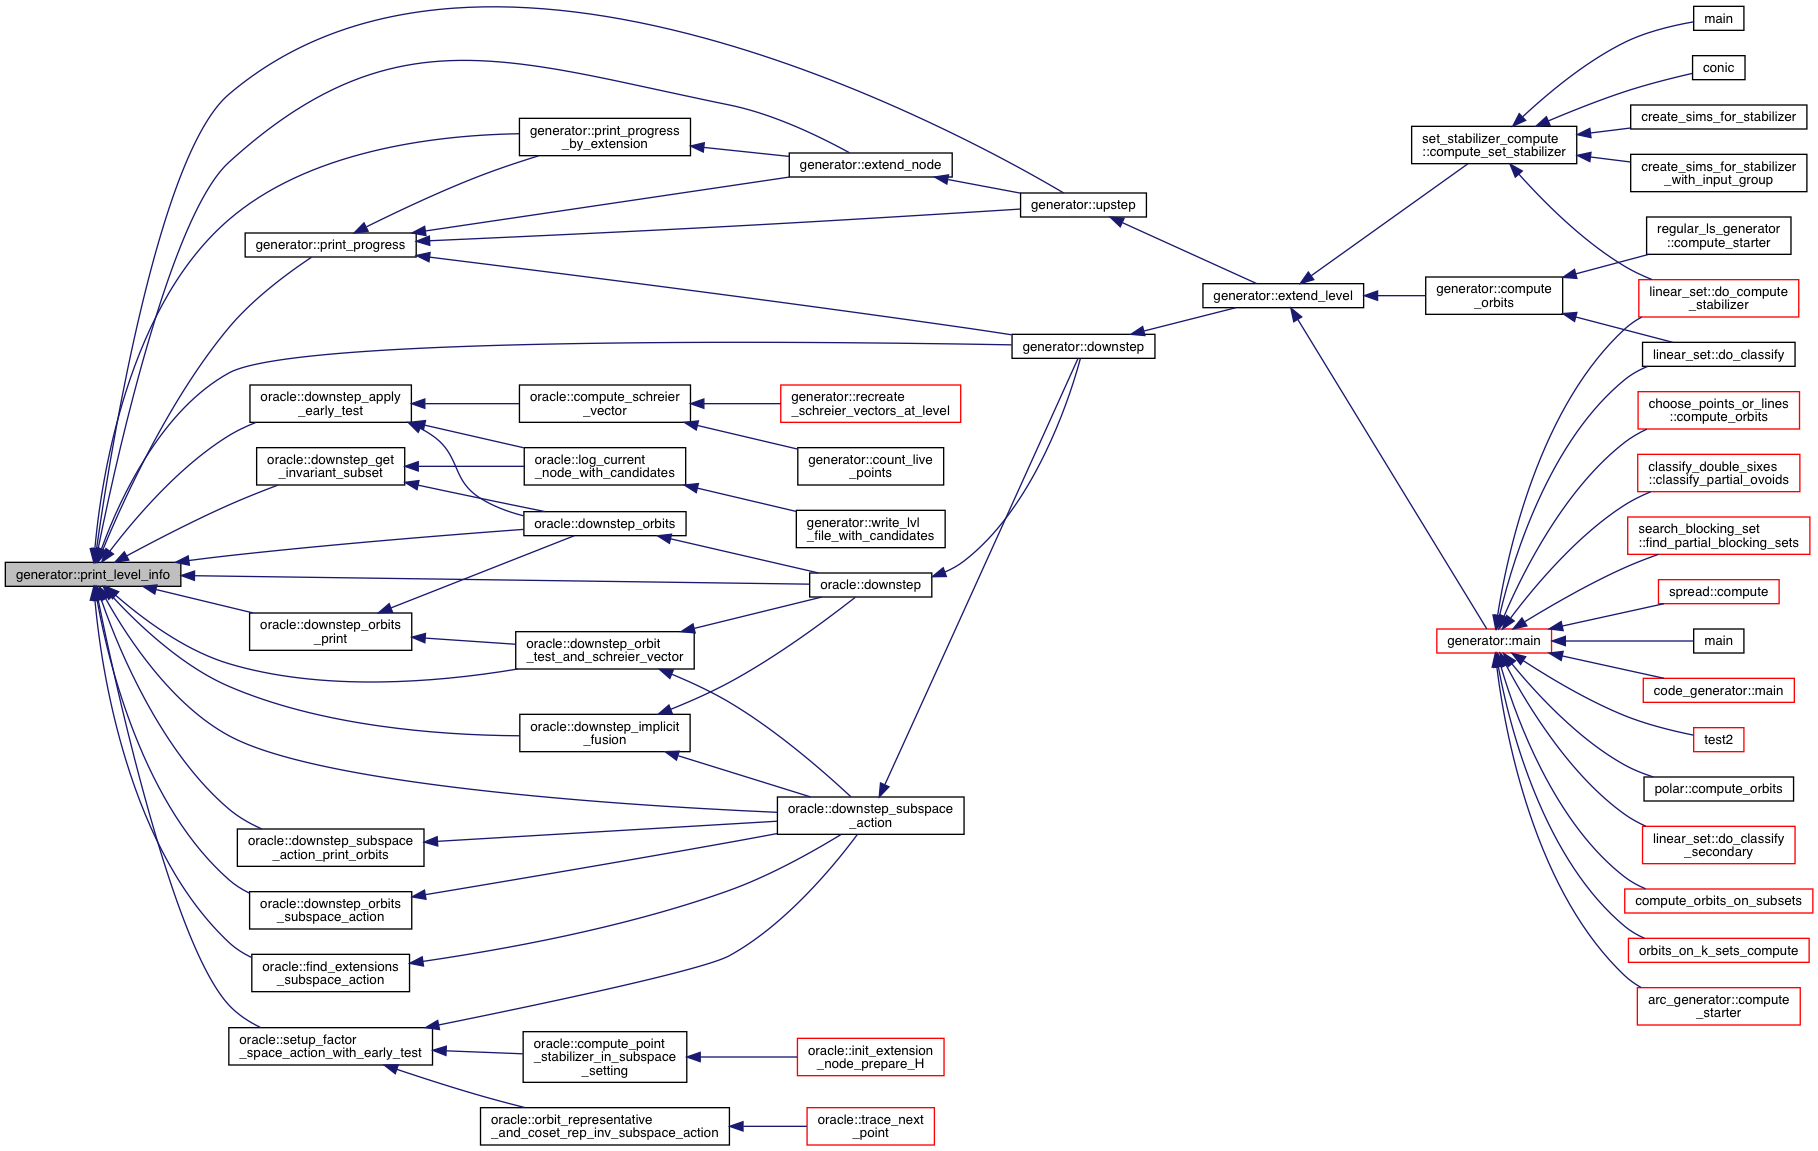 generator::print_level_info
generator::print_progress
oracle::downstep_apply
_early_test
oracle::downstep_get
_invariant_subset
oracle::downstep_orbits
_print
oracle::downstep_subspace
_action_print_orbits
oracle::downstep_orbits
_subspace_action
oracle::find_extensions
_subspace_action
oracle::setup_factor
_space_action_with_early_test
generator::print_progress
_by_extension
oracle::compute_schreier
_vector
oracle::log_current
_node_with_candidates
oracle::downstep_orbits
oracle::downstep_orbit
_test_and_schreier_vector
oracle::downstep_implicit
_fusion
oracle::compute_point
_stabilizer_in_subspace
_setting
oracle::orbit_representative
_and_coset_rep_inv_subspace_action
generator::extend_node
generator::recreate
_schreier_vectors_at_level
generator::count_live
_points
generator::write_lvl
_file_with_candidates
oracle::downstep
oracle::downstep_subspace
_action
oracle::init_extension
_node_prepare_H
oracle::trace_next
_point
generator::upstep
generator::downstep
generator::extend_level
set_stabilizer_compute
::compute_set_stabilizer
generator::compute
_orbits
generator::main
main
conic
create_sims_for_stabilizer
create_sims_for_stabilizer
_with_input_group
regular_ls_generator
::compute_starter
linear_set::do_compute
_stabilizer
linear_set::do_classify
choose_points_or_lines
::compute_orbits
classify_double_sixes
::classify_partial_ovoids
search_blocking_set
::find_partial_blocking_sets
spread::compute
main
code_generator::main
test2
polar::compute_orbits
linear_set::do_classify
_secondary
compute_orbits_on_subsets
orbits_on_k_sets_compute
arc_generator::compute
_starter